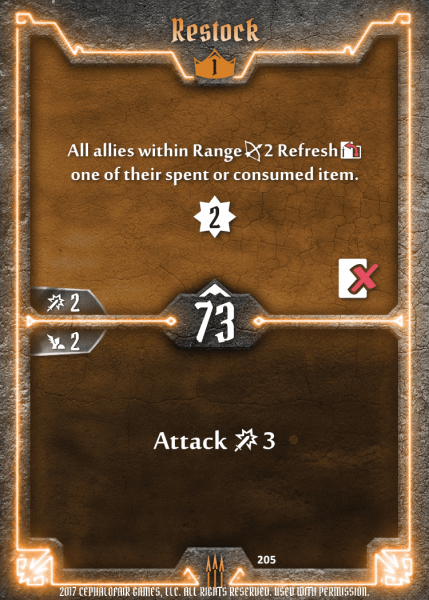 Restock
1
All allies within Range 2 Refresh
one of their spent or consumed item.
2
2
73
2
Attack 3
205
2017 CEPHALOFAIR GAMES, LLC. ALL RIGHTS RESERVED. USED WITH PERMISSION.